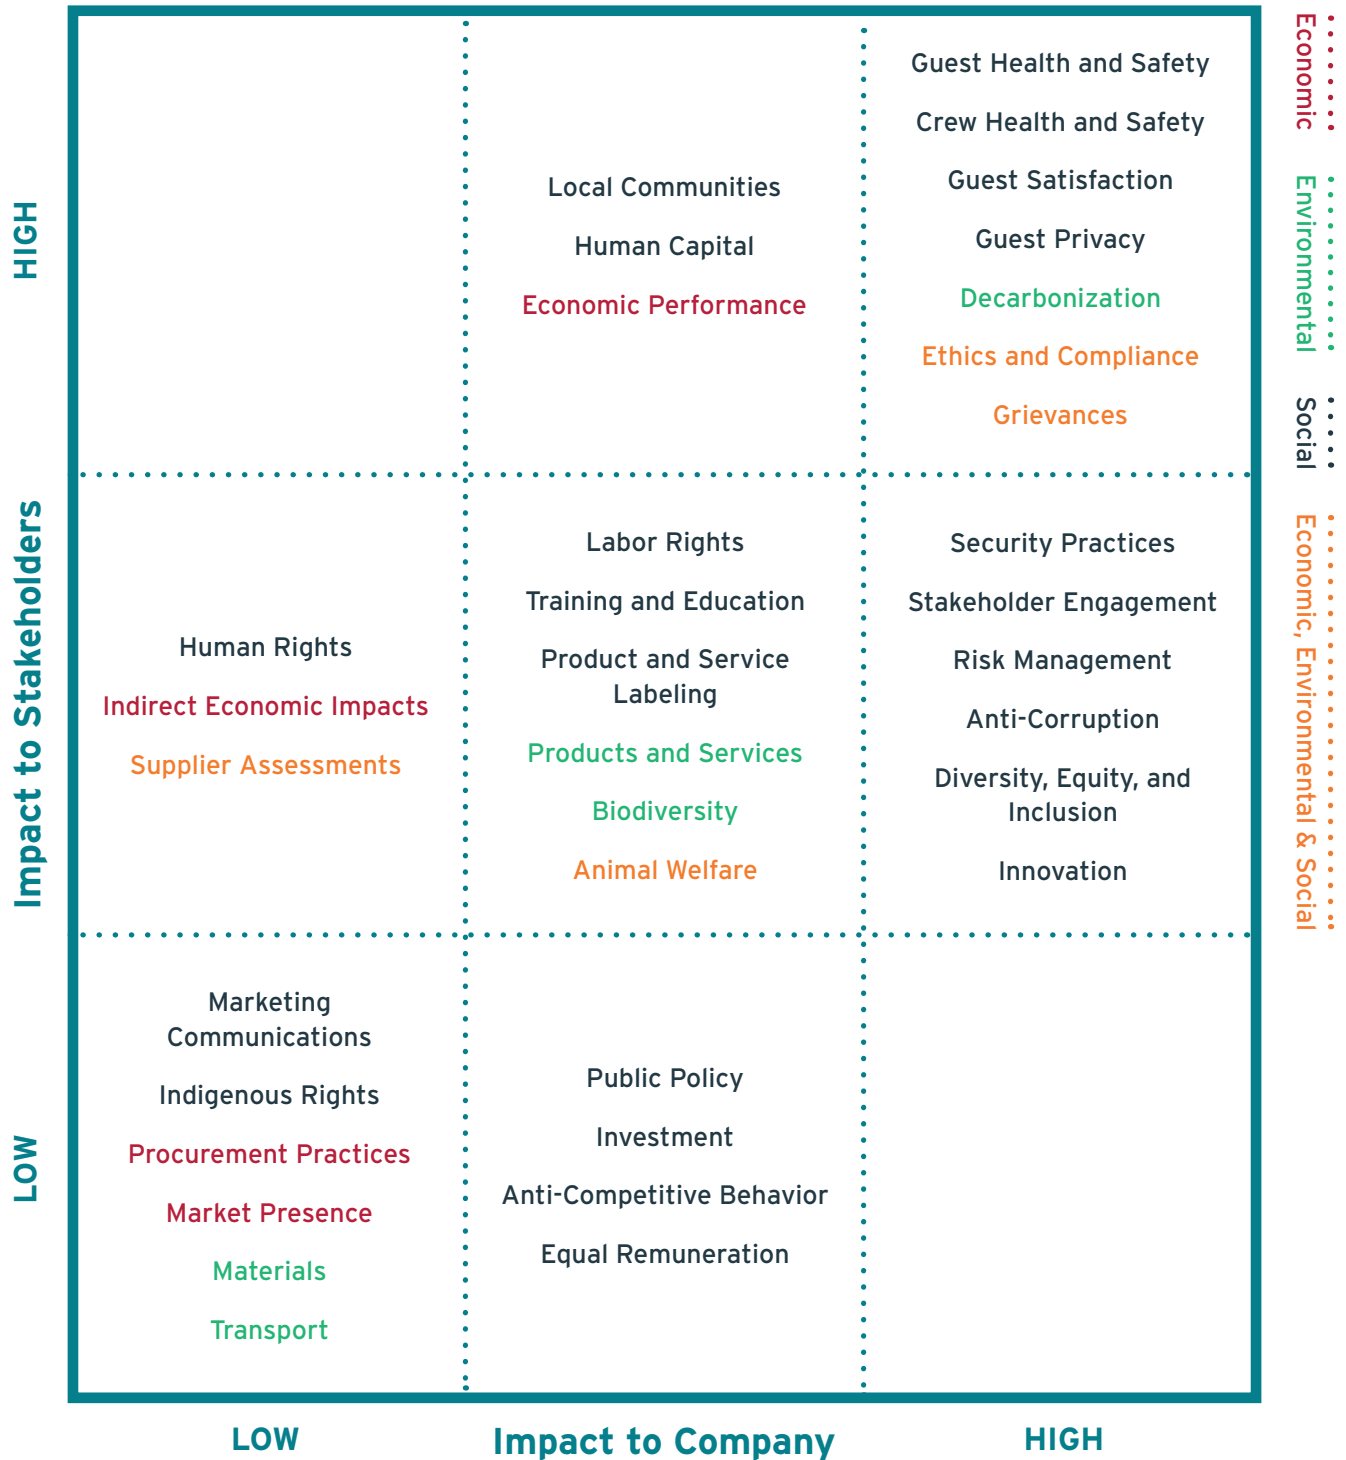 HIGH
Impact to Stakeholders
LOW
Local Communities
Human Capital
Economic Performance
Guest Health and Safety
Crew Health and Safety
Guest Satisfaction
Guest Privacy
Decarbonization
Ethics and Compliance
Grievances
Human Rights
Indirect Economic Impacts
Supplier Assessments
Labor Rights
Training and Education
Product and Service
Labeling
Products and Services
Biodiversity
Animal Welfare
Security Practices
Stakeholder Engagement
Risk Management
Anti-Corruption
Diversity, Equity, and
Inclusion
Innovation
Marketing
Communications
Indigenous Rights
Procurement Practices
Market Presence
Materials
Transport
Public Policy
Investment
Anti-Competitive Behavior
Equal Remuneration
LOW
Impact to Company
HIGH
Economic
Environmental
Social
Economic, Environmental & Social